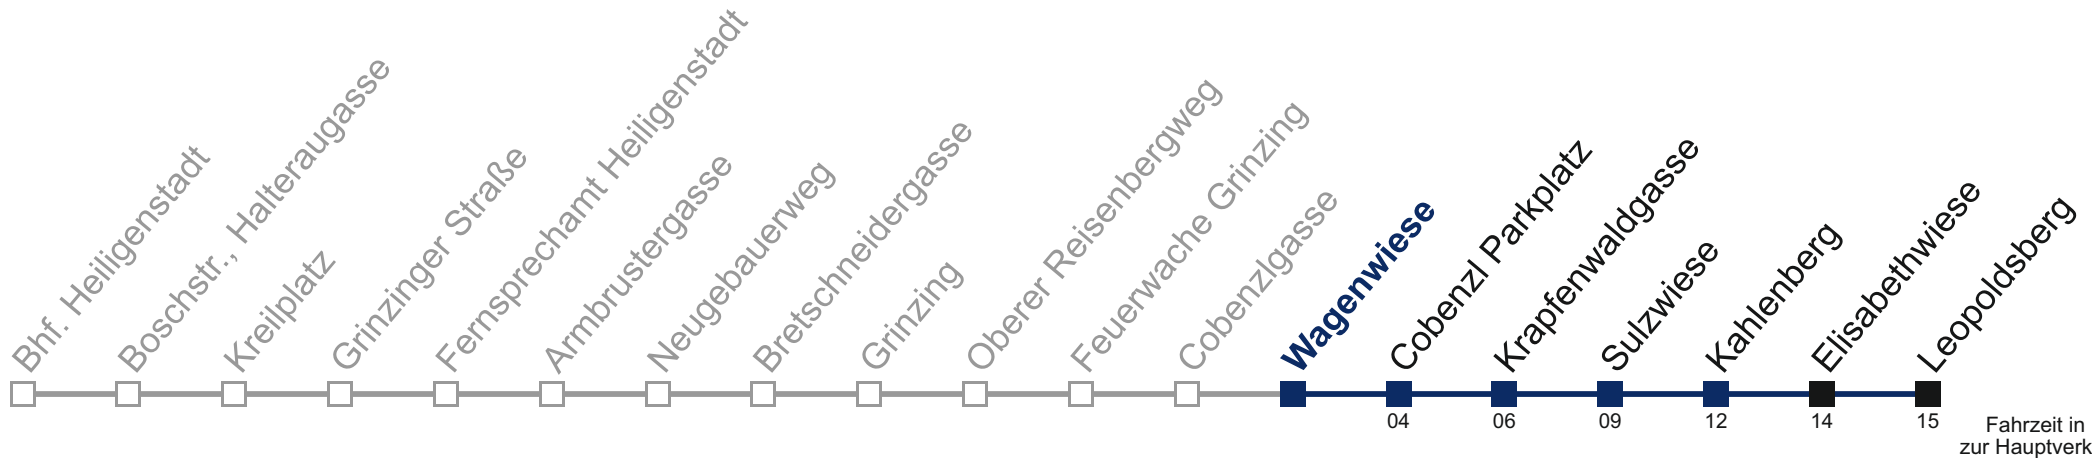 Bhf. Heiligenstadt
Boschstr., Halteraugasse
Kreilplatz
Grinzinger Straße
Fernsprechamt Heiligenstadt
Armbrustergasse
Neugebauerweg
Bretschneidergasse
Grinzing
Oberer Reisenbergweg
Feuerwache Grinzing
Cobenzlgasse
Wagenwiese
Cobenzl Parkplatz
Krapfenwaldgasse
Sulzwiese
Kahlenberg
Elisabethwiese
Leopoldsberg
04 06 09 12 14 15
Fahrzeit in
zur Hauptverk